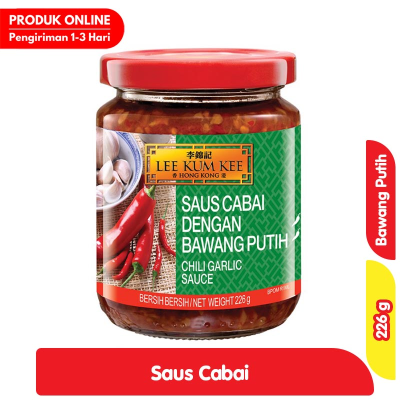 PRODUK ONLINE
Pengiriman 1-3 Hari
李錦記
LEE KUM KEE
香 HONG KONG 港
SAUS CABAI
DENGAN
BAWANG PUTIH
CHILI GARLIC
SAUCE
BERSIH BERSIH/NET WEIGHT 226 g
Bawang Putih
226 g
Saus Cabai